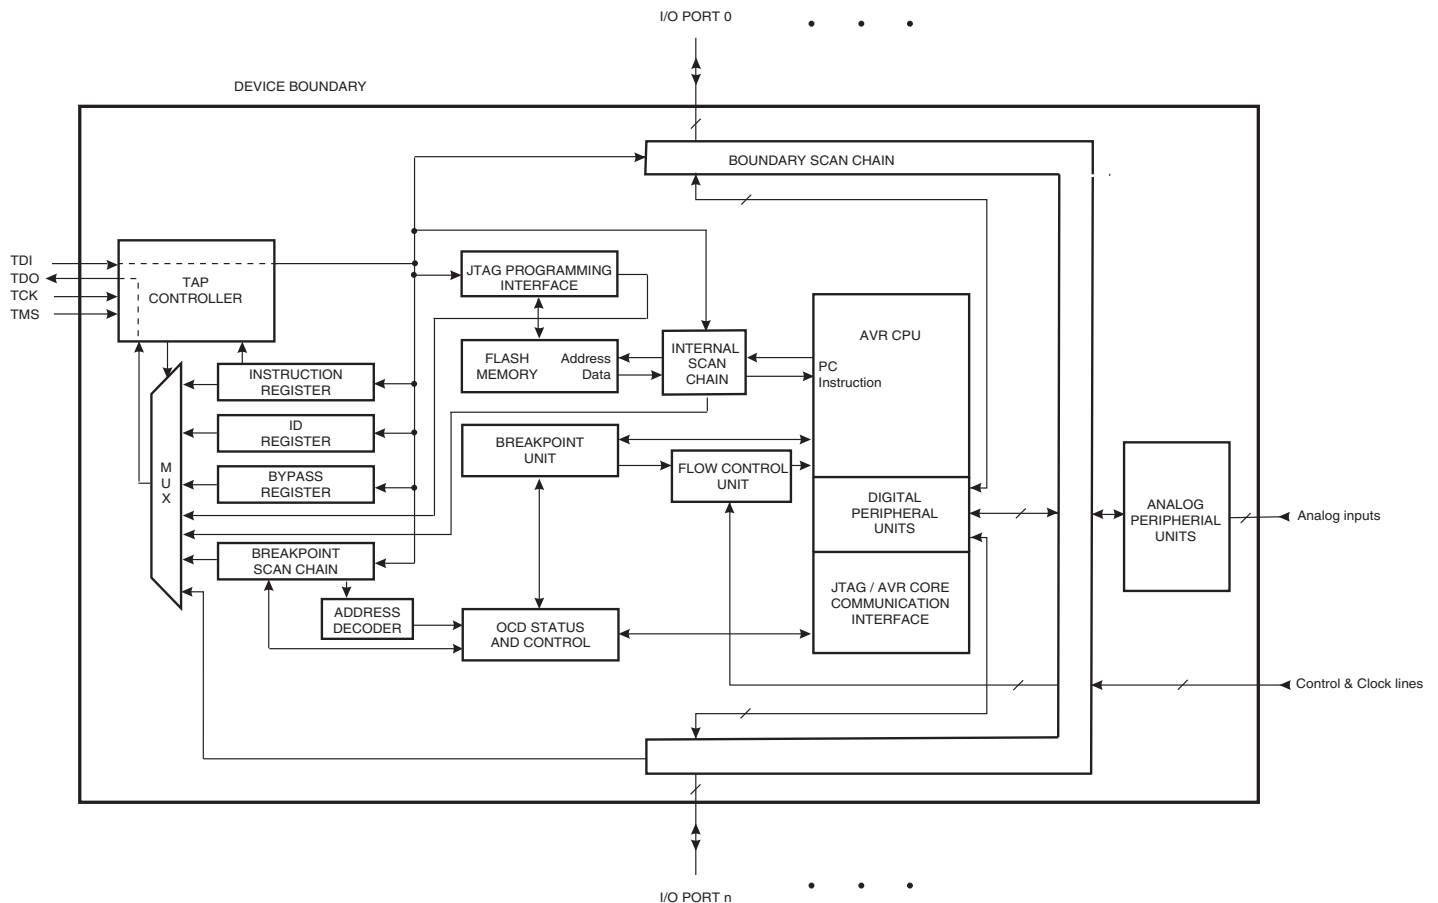 I/O PORT 0
DEVICE BOUNDARY
BOUNDARY SCAN CHAIN
TDI
TDO
TCK
TMS
TAP
CONTROLLER
JTAG PROGRAMMING
INTERFACE
FLASH
MEMORY
Address
Data
INTERNAL
SCAN
CHAIN
AVR CPU
PC
Instruction
INSTRUCTION
REGISTER
ID
REGISTER
BYPASS
REGISTER
M
U
X
BREAKPOINT
SCAN CHAIN
ADDRESS
DECODER
BREAKPOINT
UNIT
FLOW CONTROL
UNIT
OCD STATUS
AND CONTROL
DIGITAL
PERIPHERAL
UNITS
JTAG / AVR CORE
COMMUNICATION
INTERFACE
ANALOG
PERIPHERIAL
UNITS
Analog inputs
Control & Clock lines
I/O PORT n